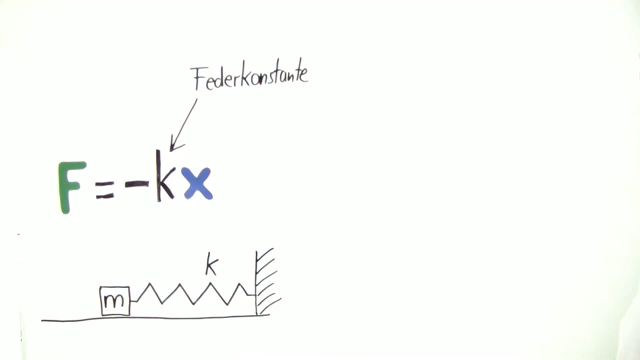 Federkonstante
F = -kx
k
m